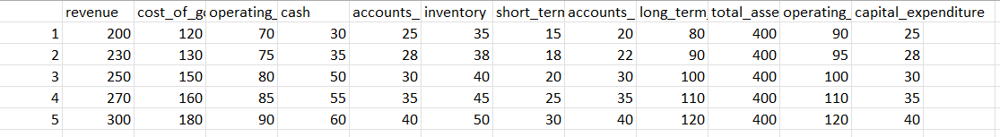 revenue cost_of_go operating_ cash accounts_ inventory short_tern accounts_ long_term_ total_asse operating_ capital_expenditure
1 200 120 70 30 25 35 15 20 80 400 90 25
2 230 130 75 35 28 38 18 22 90 400 95 28
3 250 150 80 50 30 40 20 30 100 400 100 30
4 270 160 85 55 35 45 25 35 110 400 110 35
5 300 180 90 60 40 50 30 40 120 400 120 40